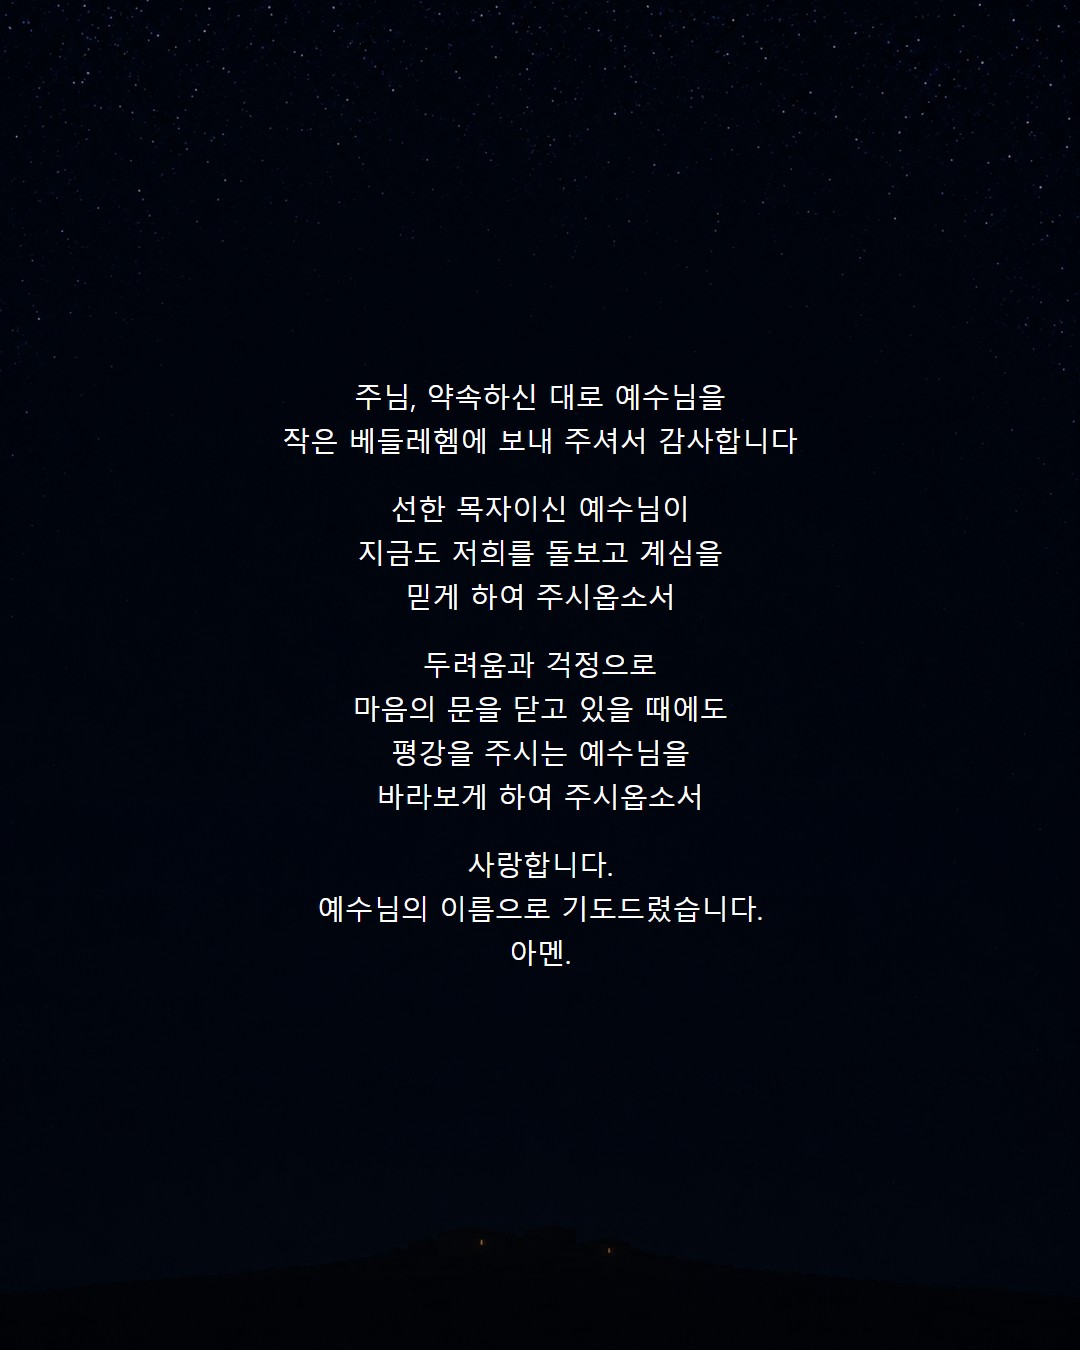 주님, 약속하신 대로 예수님을
작은 베들레헴에 보내 주셔서 감사합니다
선한 목자이신 예수님이
지금도 저희를 돌보고 계심을
믿게 하여 주시옵소서
두려움과 걱정으로
마음의 문을 닫고 있을 때에도
평강을 주시는 예수님을
바라보게 하여 주시옵소서
사랑합니다.
예수님의 이름으로 기도드렸습니다.
아멘.